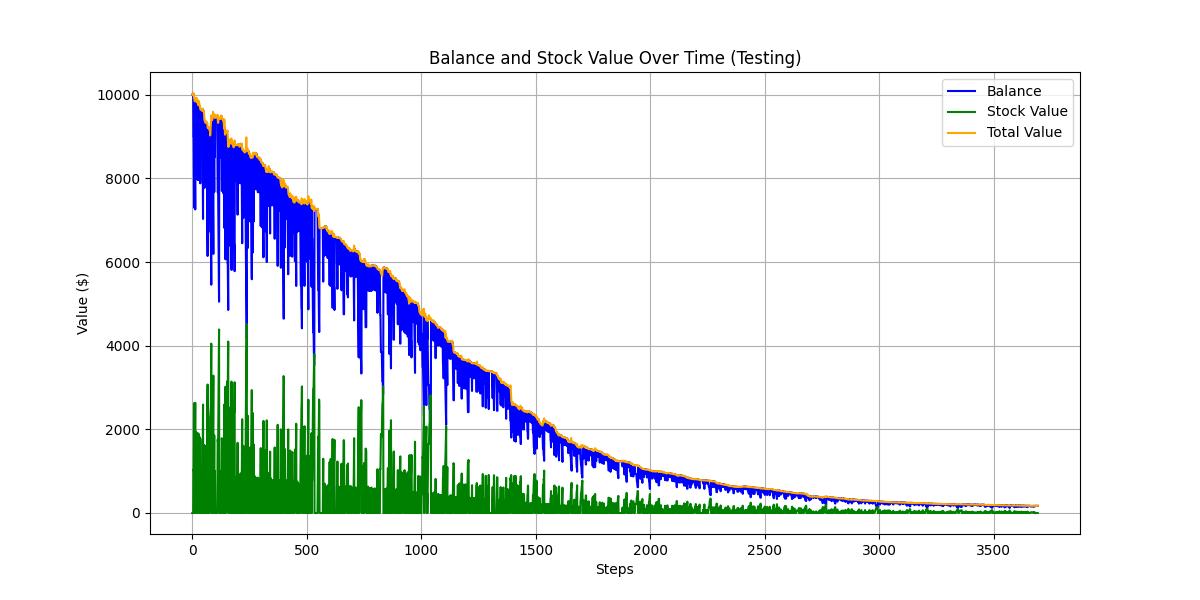 Balance and Stock Value Over Time (Testing)
Balance
Stock Value
Total Value
Value ($)
10000
8000
6000
4000
2000
0
0 500 1000 1500 2000 2500 3000 3500
Steps